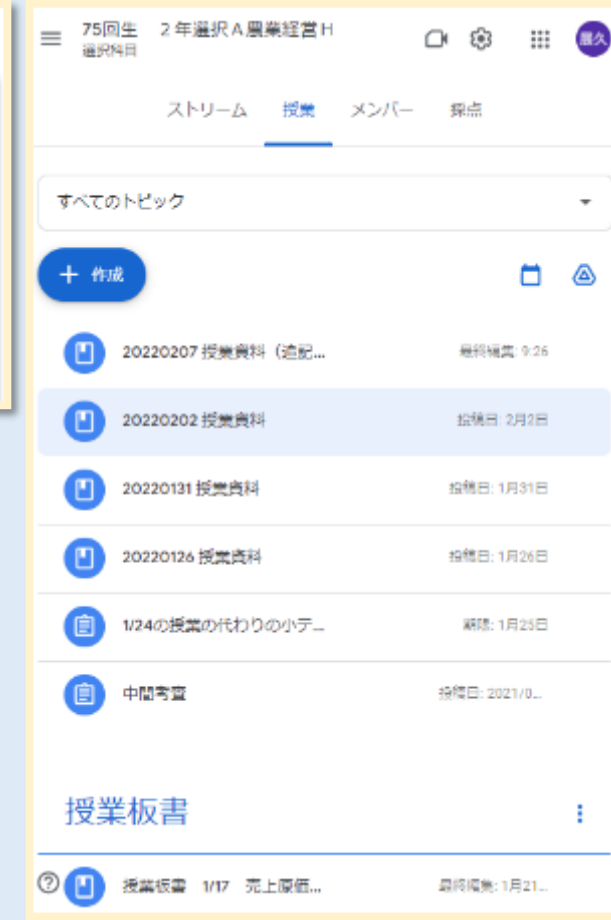 75回生　２年選択Ａ農業経営Ｈ
選択科目
展久
ストリーム　授業　メンバー　採点
すべてのトピック
作成
20220207 授業資料（追記...　最終編集: 9:26
20220202 授業資料　投稿日: 2月2日
20220131 授業資料　投稿日: 1月31日
20220126 授業資料　投稿日: 1月26日
1/24の授業の代わりの小テ...　期限: 1月25日
中間考査　投稿日: 2021/0...
授業板書
授業板書　1/17　売上原価...　最終編集: 1月21...